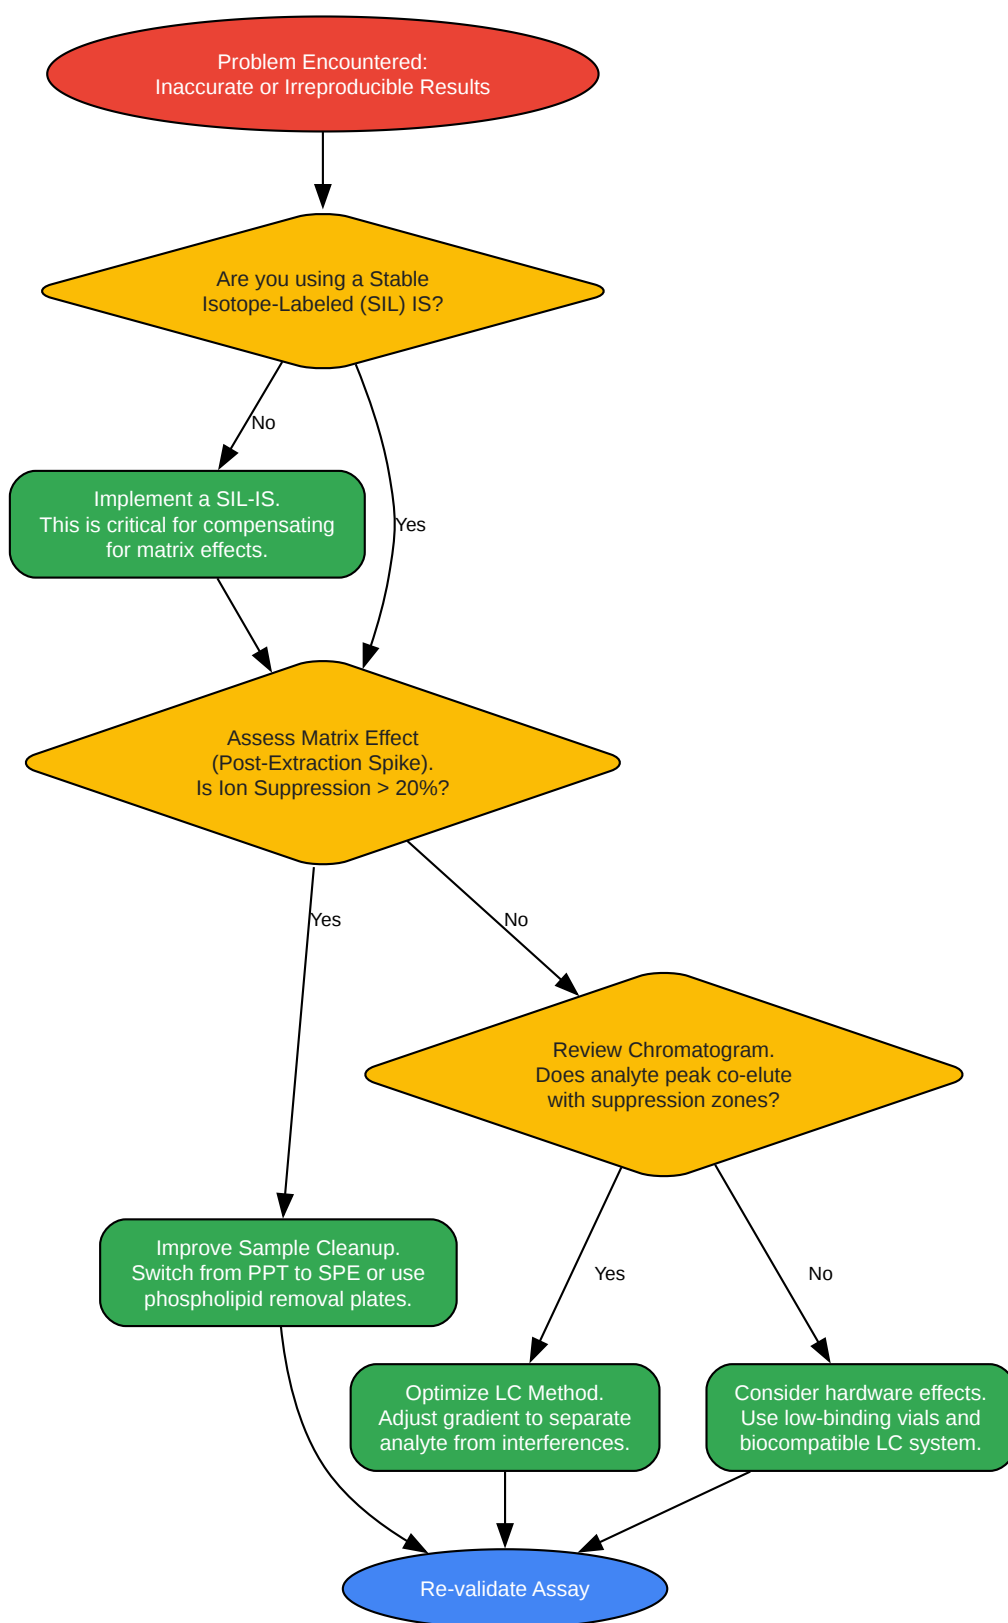 Problem Encountered:
Inaccurate or Irreproducible Results
Are you using a Stable
Isotope-Labeled (SIL) IS?
No
Implement a SIL-IS.
This is critical for compensating
for matrix effects.
Yes
Assess Matrix Effect
(Post-Extraction Spike).
Is Ion Suppression > 20%?
Yes
No
Review Chromatogram.
Does analyte peak co-elute
with suppression zones?
Improve Sample Cleanup.
Switch from PPT to SPE or use
phospholipid removal plates.
Yes
No
Optimize LC Method.
Adjust gradient to separate
analyte from interferences.
Consider hardware effects.
Use low-binding vials and
biocompatible LC system.
Re-validate Assay